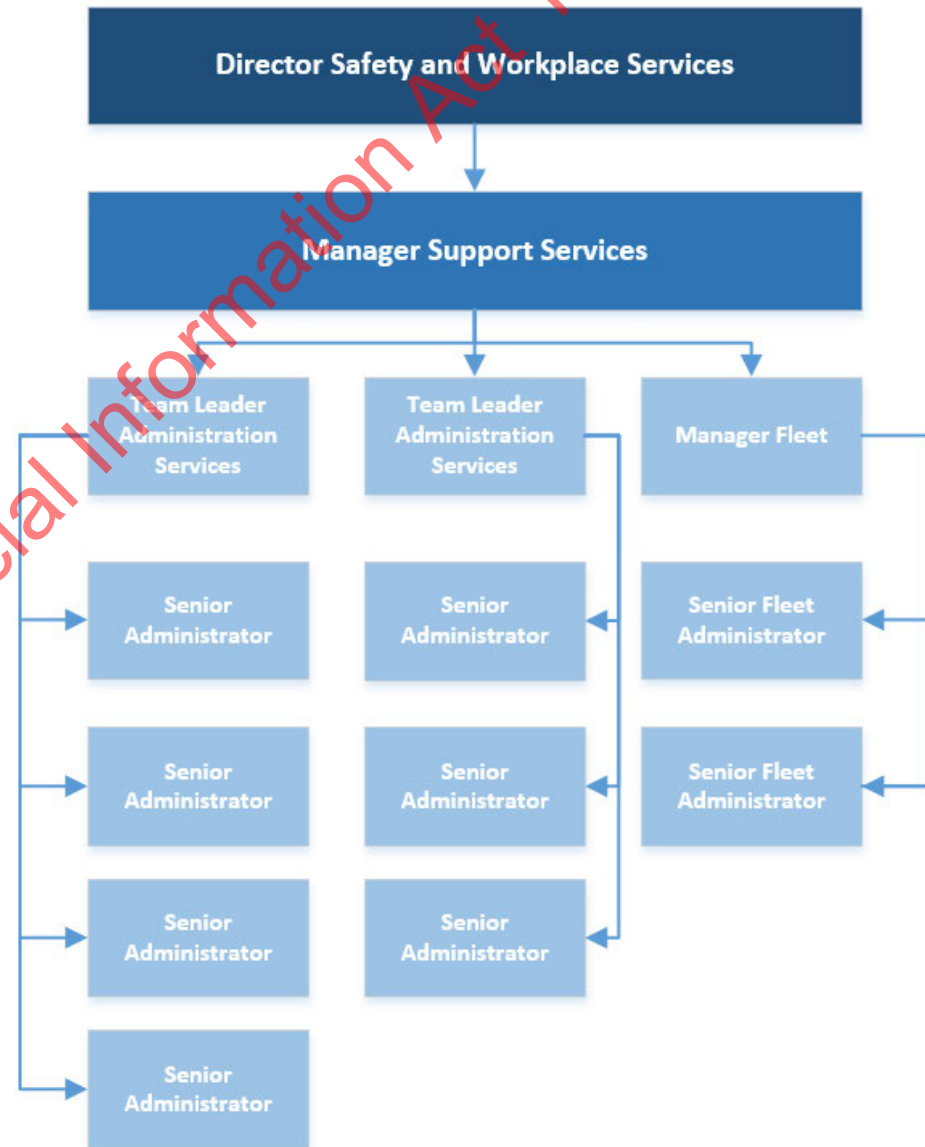 Director Safety and Workplace Services
Manager Support Services
Team Leader
Administration
Services
Team Leader
Administration
Services
Manager Fleet
Senior
Administrator
Senior
Administrator
Senior Fleet
Administrator
Senior
Administrator
Senior
Administrator
Senior Fleet
Administrator
Senior
Administrator
Senior
Administrator
Senior
Administrator
cial Information Act